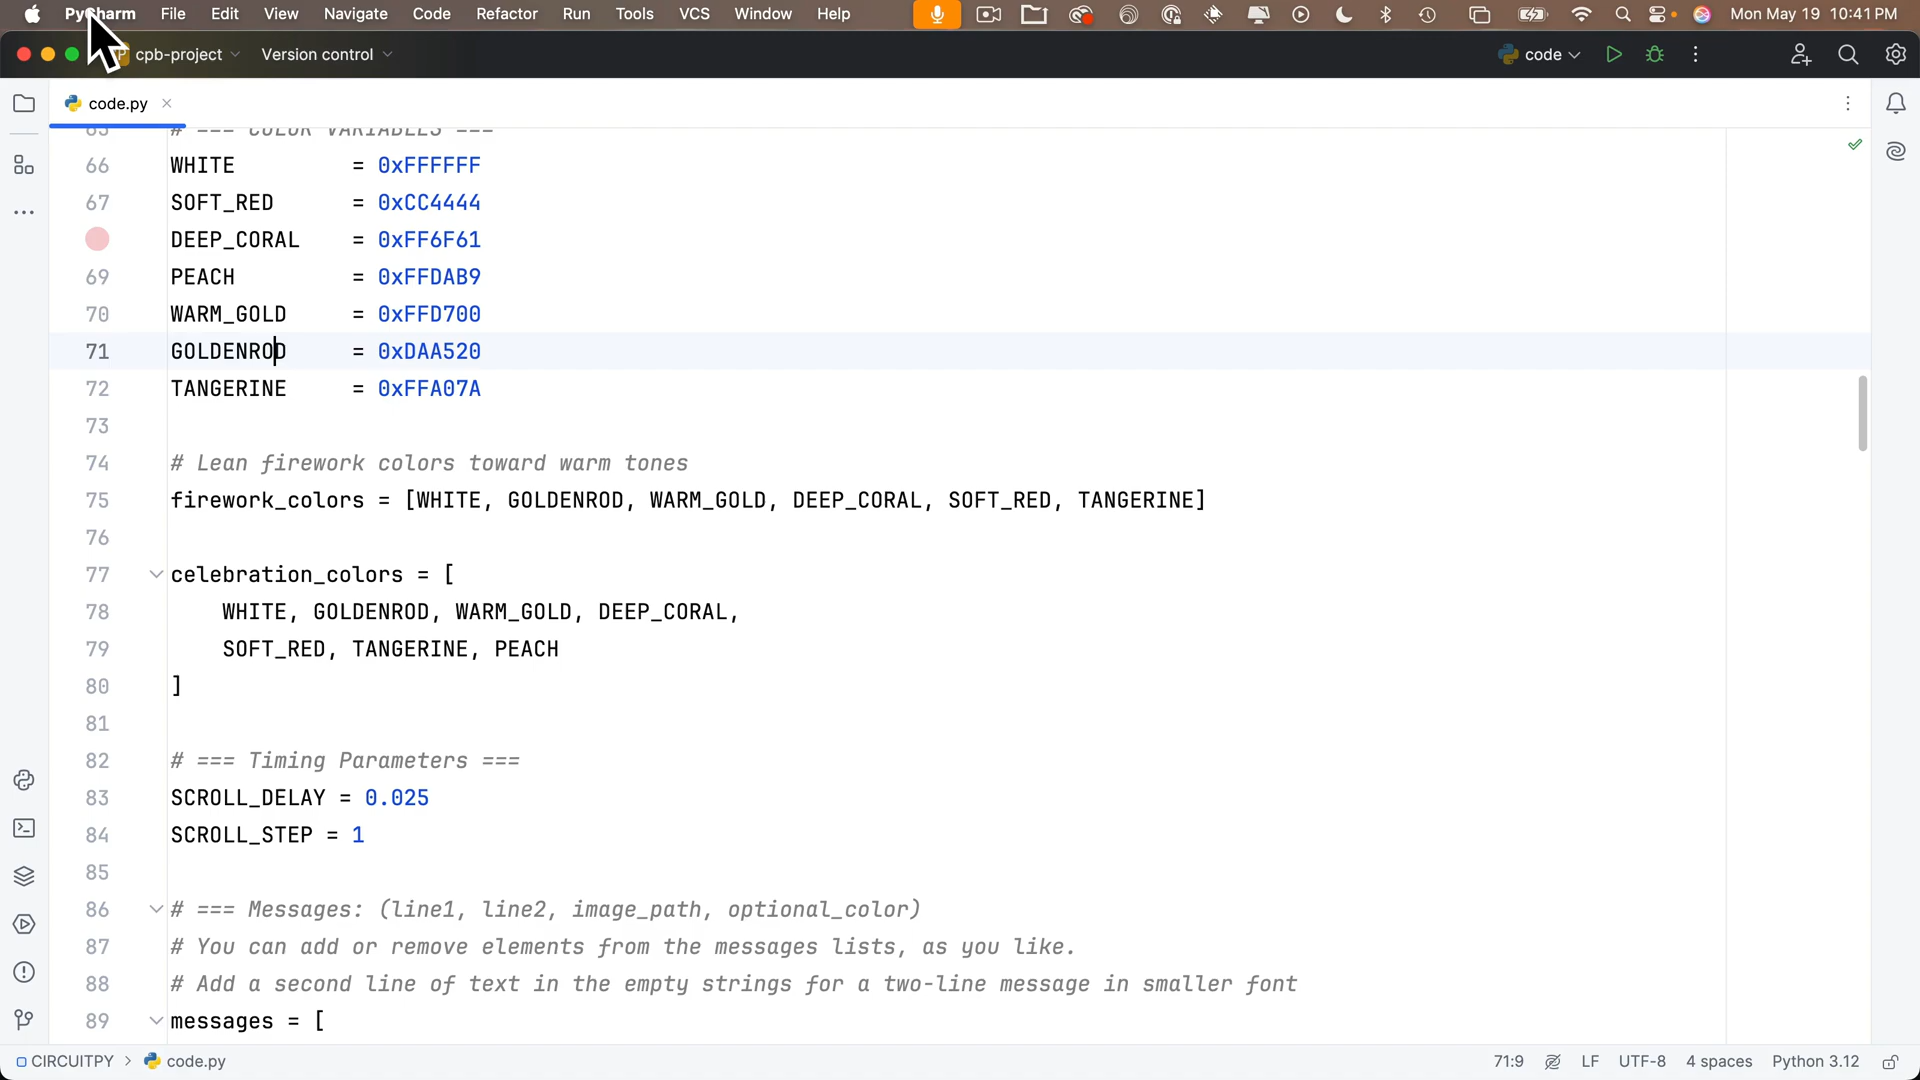 PyCharm File Edit View Navigate Code Refactor Run Tools VCS Window Help Mon May 19 10:41 PM
cpb-project Version control code
code.py
65 # === COLOR VARIABLES ===
66 WHITE = 0xFFFFFF
67 SOFT_RED = 0xCC4444
DEEP_CORAL = 0xFF6F61
69 PEACH = 0xFFDAB9
70 WARM_GOLD = 0xFFD700
71 GOLDENROD = 0xDAA520
72 TANGERINE = 0xFFA07A
73
74 # Lean firework colors toward warm tones
75 firework_colors = [WHITE, GOLDENROD, WARM_GOLD, DEEP_CORAL, SOFT_RED, TANGERINE]
76
77 celebration_colors = [
78 WHITE, GOLDENROD, WARM_GOLD, DEEP_CORAL,
79 SOFT_RED, TANGERINE, PEACH
80 ]
81
82 # === Timing Parameters ===
83 SCROLL_DELAY = 0.025
84 SCROLL_STEP = 1
85
86 # === Messages: (line1, line2, image_path, optional_color)
87 # You can add or remove elements from the messages lists, as you like.
88 # Add a second line of text in the empty strings for a two-line message in smaller font
89 messages = [
CIRCUITPY > code.py 71:9 LF UTF-8 4 spaces Python 3.12